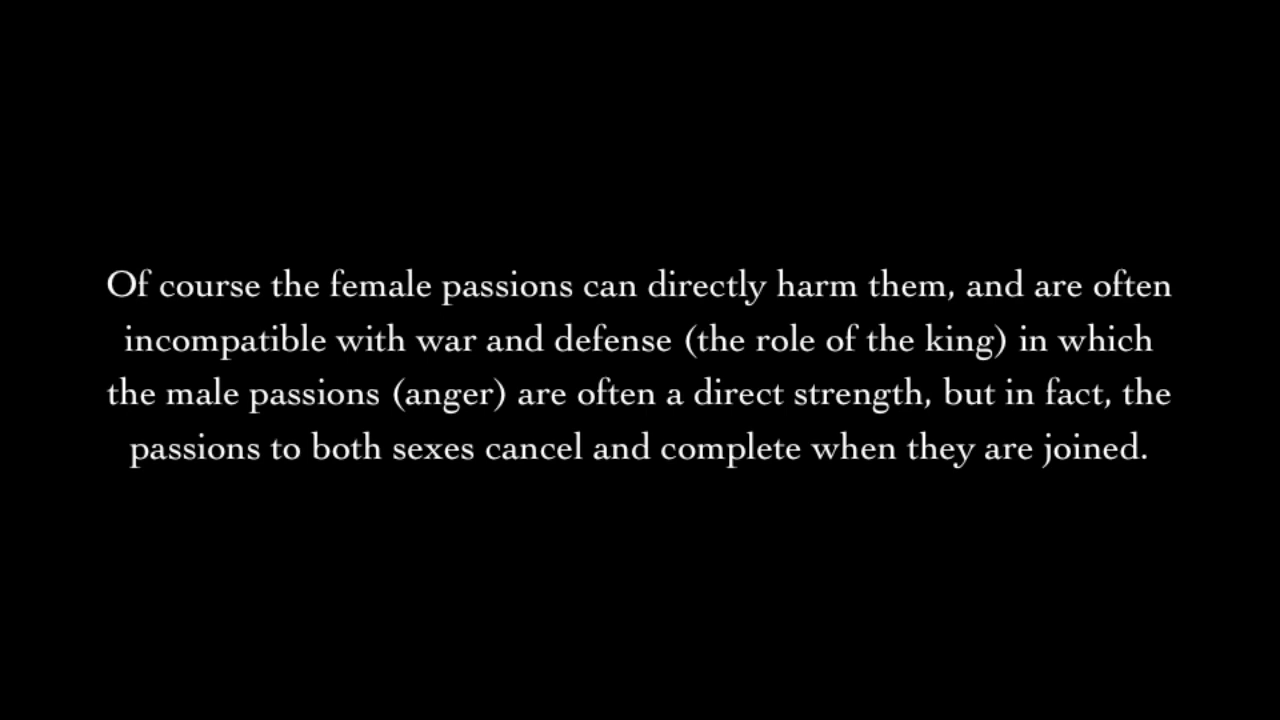 Of course the female passions can directly harm them, and are often
incompatible with war and defense (the role of the king) in which
the male passions (anger) are often a direct strength, but in fact, the
passions to both sexes cancel and complete when they are joined.